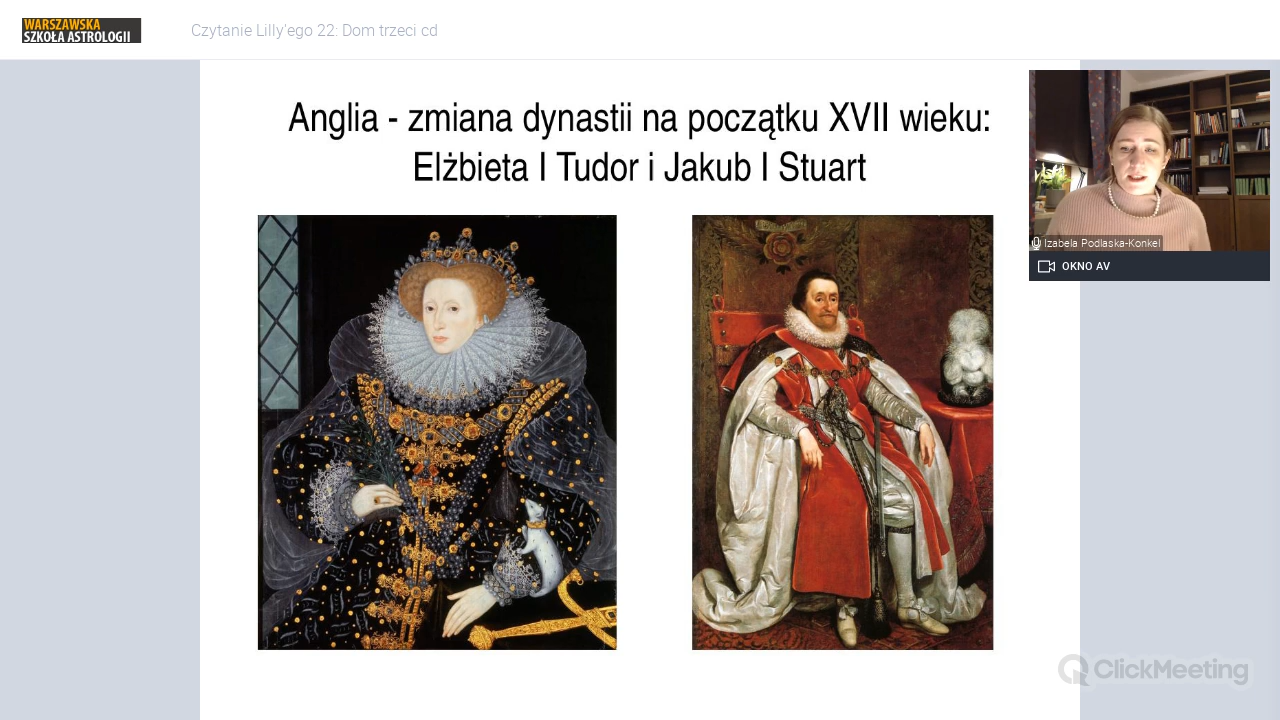 WARSZAWSKA
SZKOŁA ASTROLOGII
Czytanie Lilly'ego 22: Dom trzeci cd
Anglia - zmiana dynastii na początku XVII wieku:
Elżbieta I Tudor i Jakub I Stuart
Izabela Podlaska-Konkel
OKNO AV
ClickMeeting